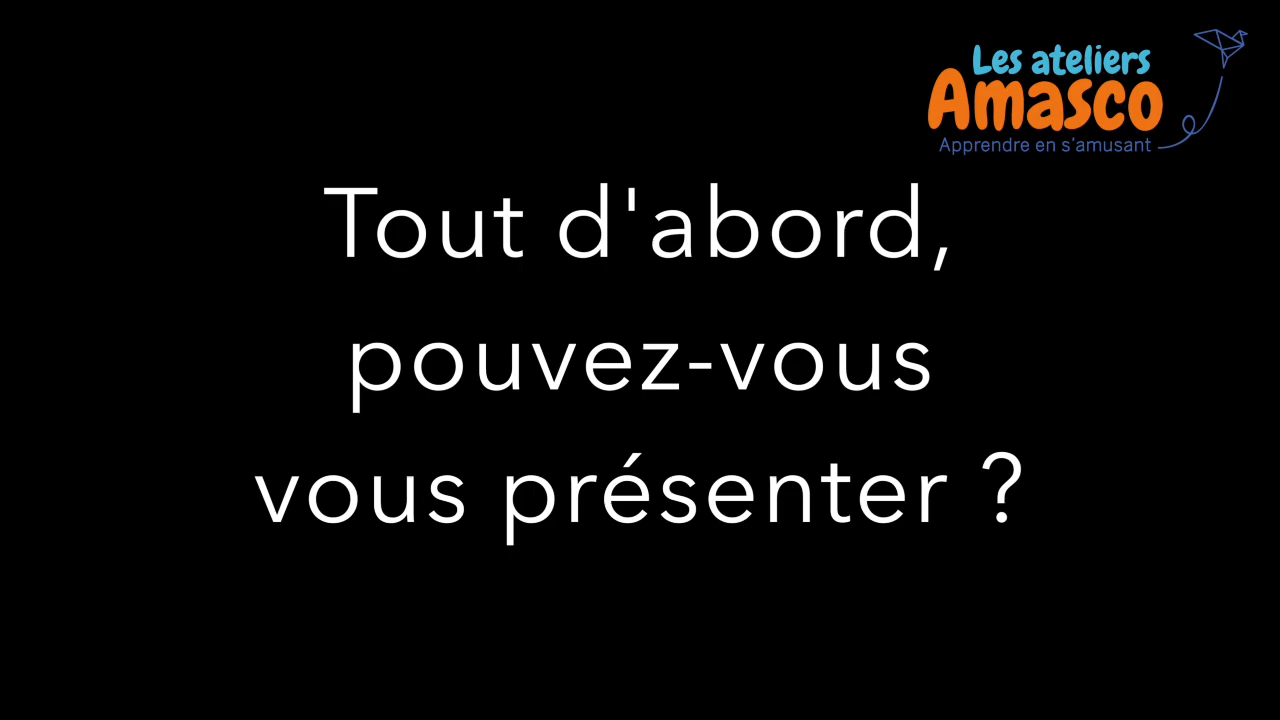 Les ateliers
Amasco
Apprendre en s'amusant
Tout d'abord,
pouvez-vous
vous présenter ?